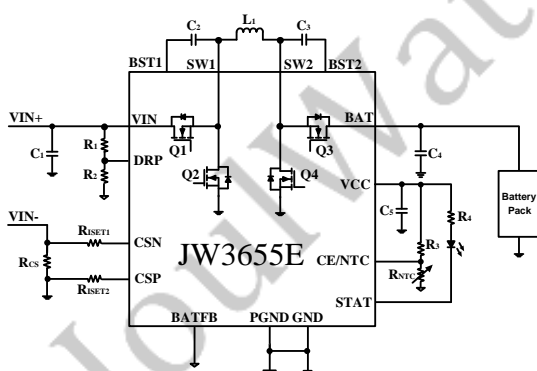 C2
L1
C3
BST1
SW1
SW2
BST2
VIN+
VIN
BAT
Q1
Q3
C1
R1
DRP
R2
Q2
Q4
C4
VCC
VIN-
C5
R4
Battery
Pack
RISET1
CSN
RCS
JW3655E
R3
CE/NTC
RNTC
RISET2
CSP
STAT
BATFB
PGND GND
JoulWat